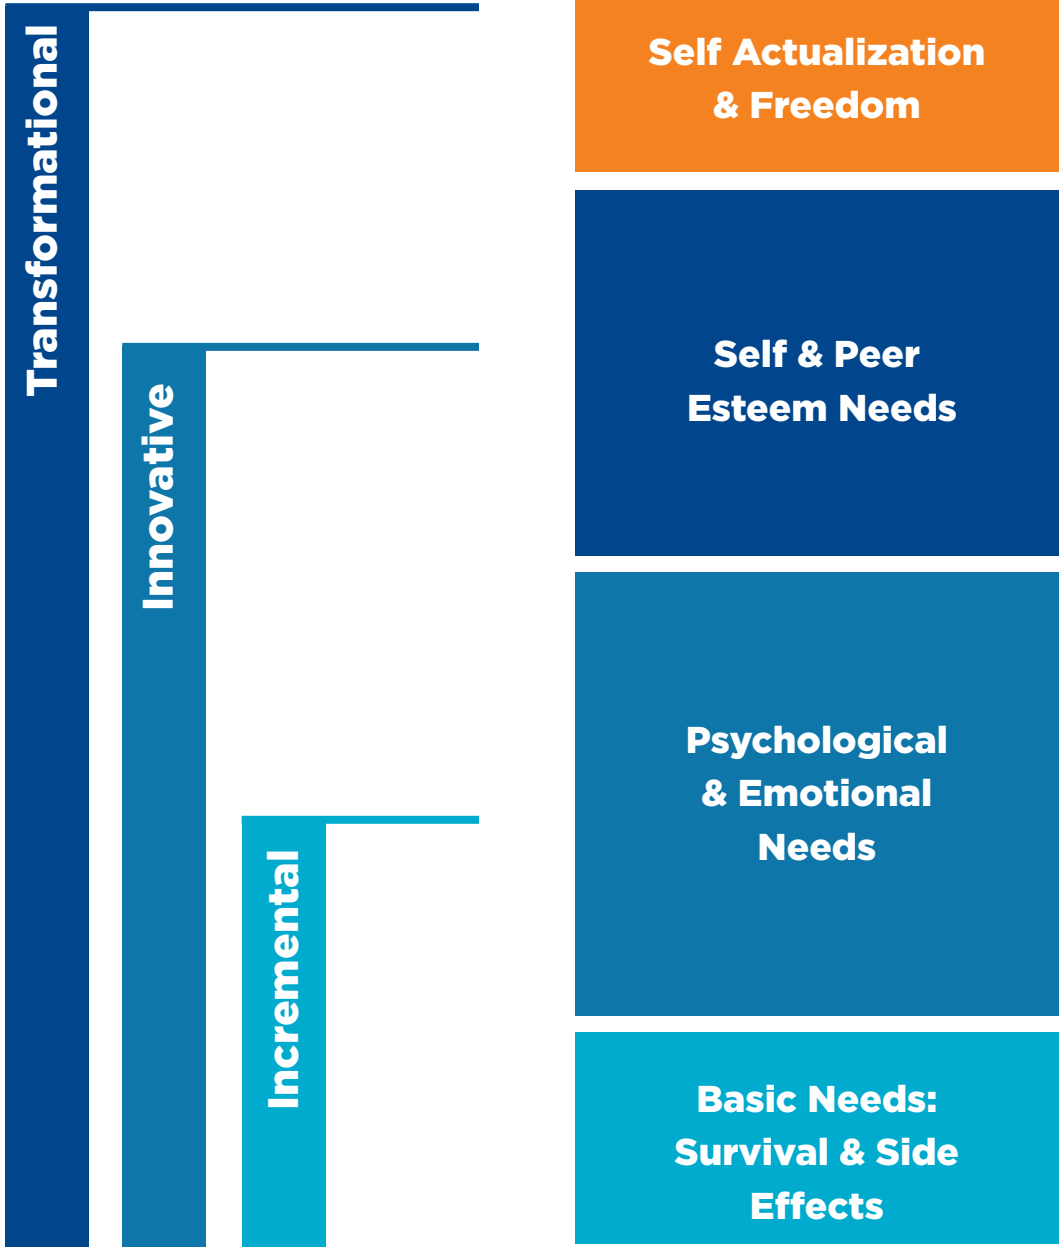 Transformational
Innovative
Incremental
Self Actualization
& Freedom
Self & Peer
Esteem Needs
Psychological
& Emotional
Needs
Basic Needs:
Survival & Side
Effects